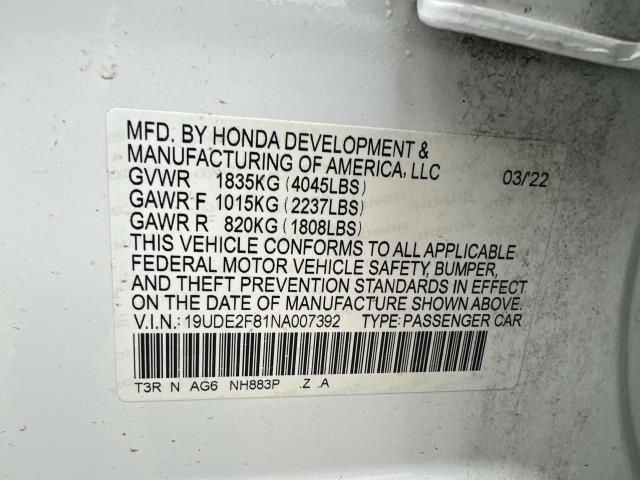 MFD. BY HONDA DEVELOPMENT &
MANUFACTURING OF AMERICA, LLC 03/'22
GVWR 1835KG (4045LBS)
GAWR F 1015KG (2237LBS)
GAWR R 820KG (1808LBS)
THIS VEHICLE CONFORMS TO ALL APPLICABLE
FEDERAL MOTOR VEHICLE SAFETY, BUMPER,
AND THEFT PREVENTION STANDARDS IN EFFECT
ON THE DATE OF MANUFACTURE SHOWN ABOVE.
V.I.N.: 19UDE2F81NA007392 TYPE: PASSENGER CAR
T3R N AG6 NH883P .Z .A